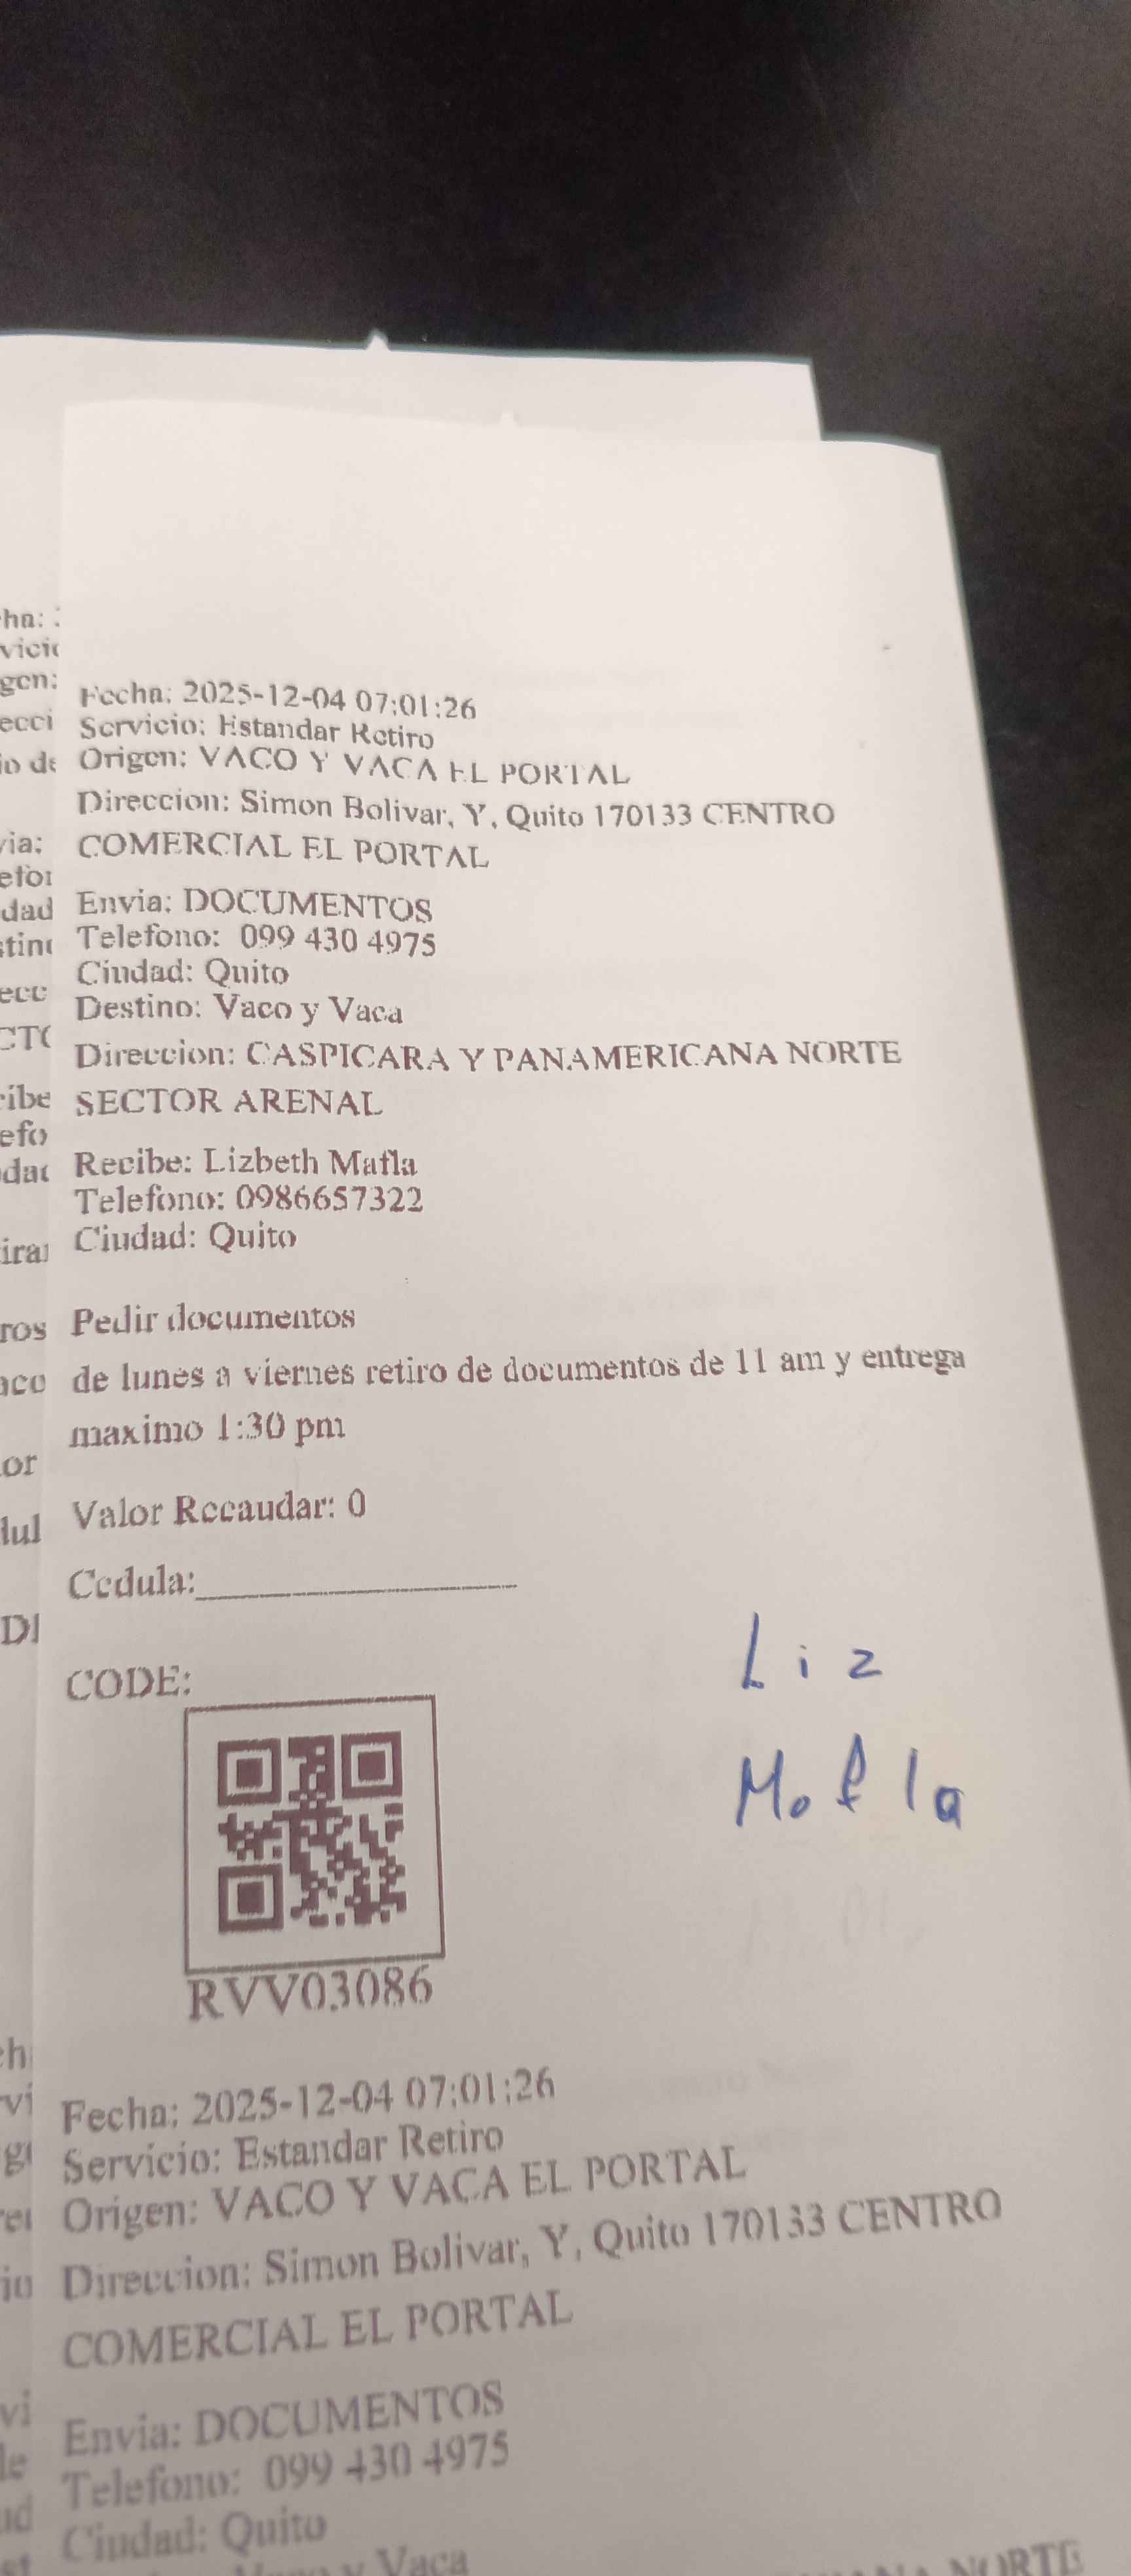 Fecha: 2025-12-04 07:01:26
Servicio: Estandar Retiro
Origen: VACO Y VACA EL PORTAL
Direccion: Simon Bolivar, Y, Quito 170133 CENTRO
COMERCIAL EL PORTAL
Envia: DOCUMENTOS
Telefono: 099 430 4975
Ciudad: Quito
Destino: Vaco y Vaca
Direccion: CASPICARA Y PANAMERICANA NORTE
SECTOR ARENAL
Recibe: Lizbeth Mafla
Telefono: 0986657322
Ciudad: Quito
Pedir documentos
de lunes a viernes retiro de documentos de 11 am y entrega
maximo 1:30 pm
Valor Recaudar: 0
Cedula:
CODE:
Liz
Mafla
RVV03086
Fecha: 2025-12-04 07:01:26
Servicio: Estandar Retiro
Origen: VACO Y VACA EL PORTAL
Direccion: Simon Bolivar, Y, Quito 170133 CENTRO
COMERCIAL EL PORTAL
Envia: DOCUMENTOS
Telefono: 099 430 4975
Ciudad: Quito
y Vaca
NORTE